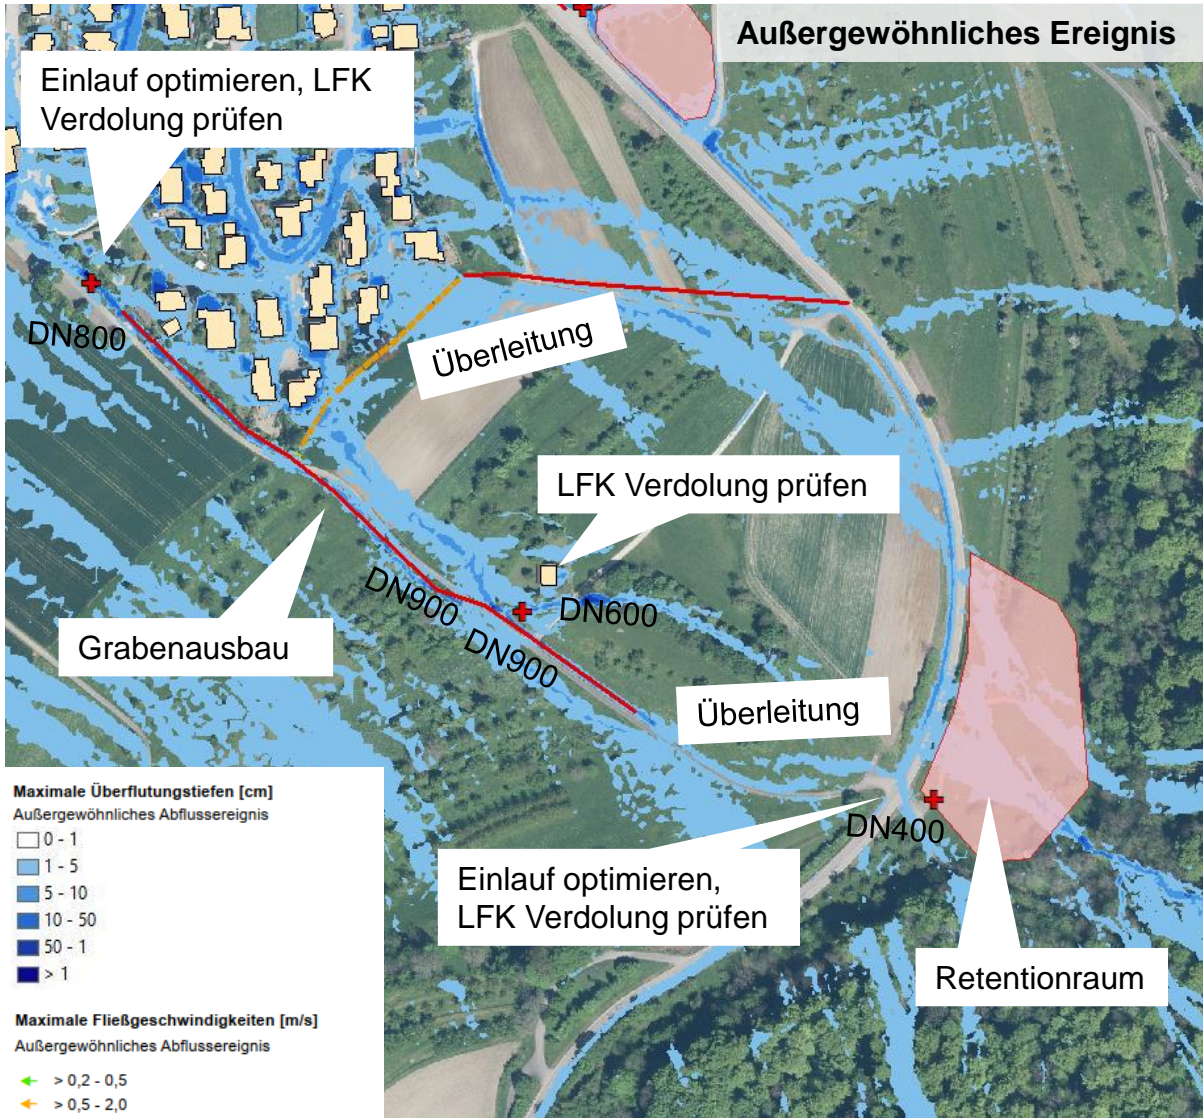 Außergewöhnliches Ereignis
Einlauf optimieren, LFK
Verdolung prüfen
DN800
Überleitung
LFK Verdolung prüfen
DN900
DN600
Grabenausbau
DN900
Überleitung
DN400
Einlauf optimieren,
LFK Verdolung prüfen
Retentionraum
Maximale Überflutungstiefen [cm]
Außergewöhnliches Abflussereignis
0 - 1
1 - 5
5 - 10
10 - 50
50 - 1
> 1
Maximale Fließgeschwindigkeiten [m/s]
Außergewöhnliches Abflussereignis
> 0,2 - 0,5
> 0,5 - 2,0